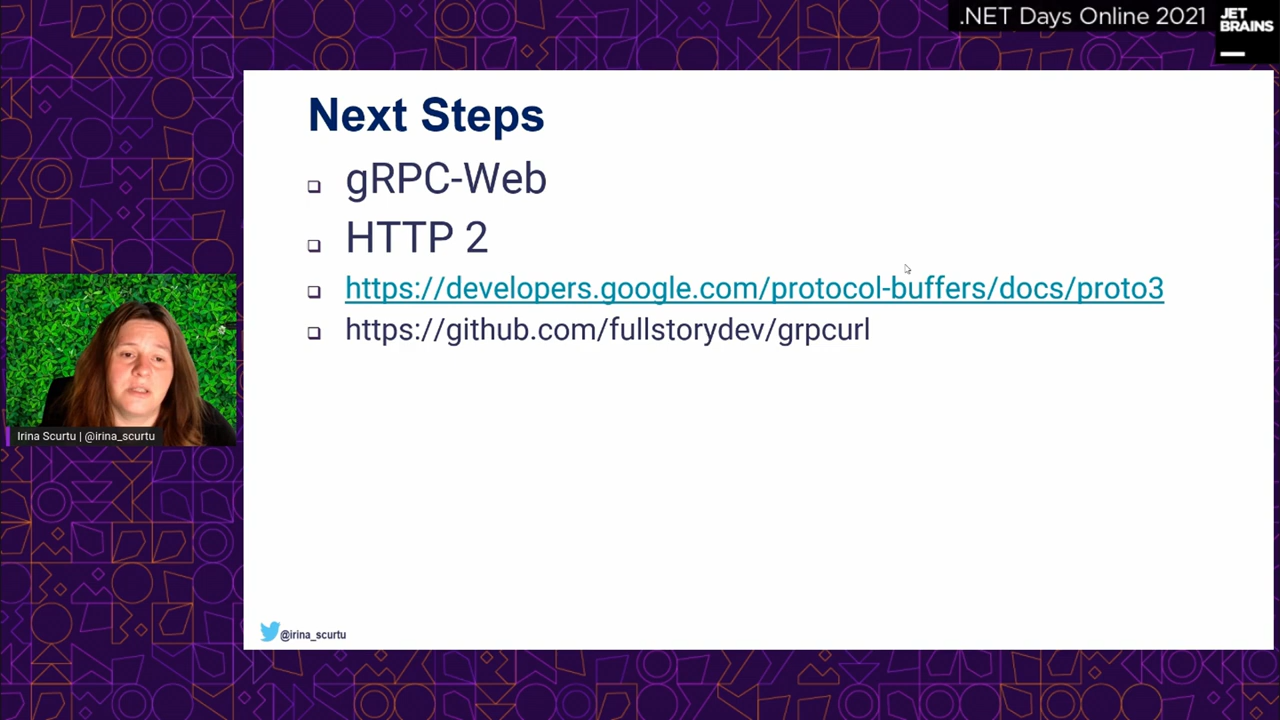 .NET Days Online 2021
JET
BRAINS
Next Steps
gRPC-Web
HTTP 2
https://developers.google.com/protocol-buffers/docs/proto3
https://github.com/fullstorydev/grpcurl
Irina Scurtu | @irina_scurtu
@irina_scurtu